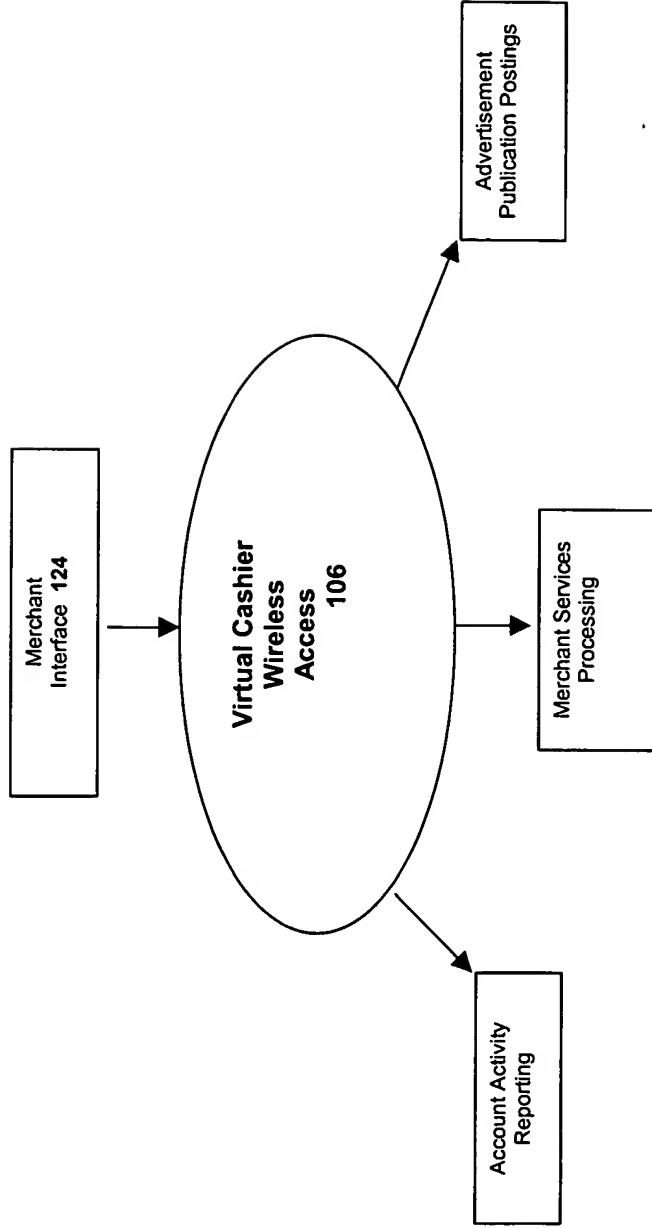 Merchant
Interface 124
Virtual Cashier
Wireless
Access
106
Account Activity
Reporting
Merchant Services
Processing
Advertisement
Publication Postings